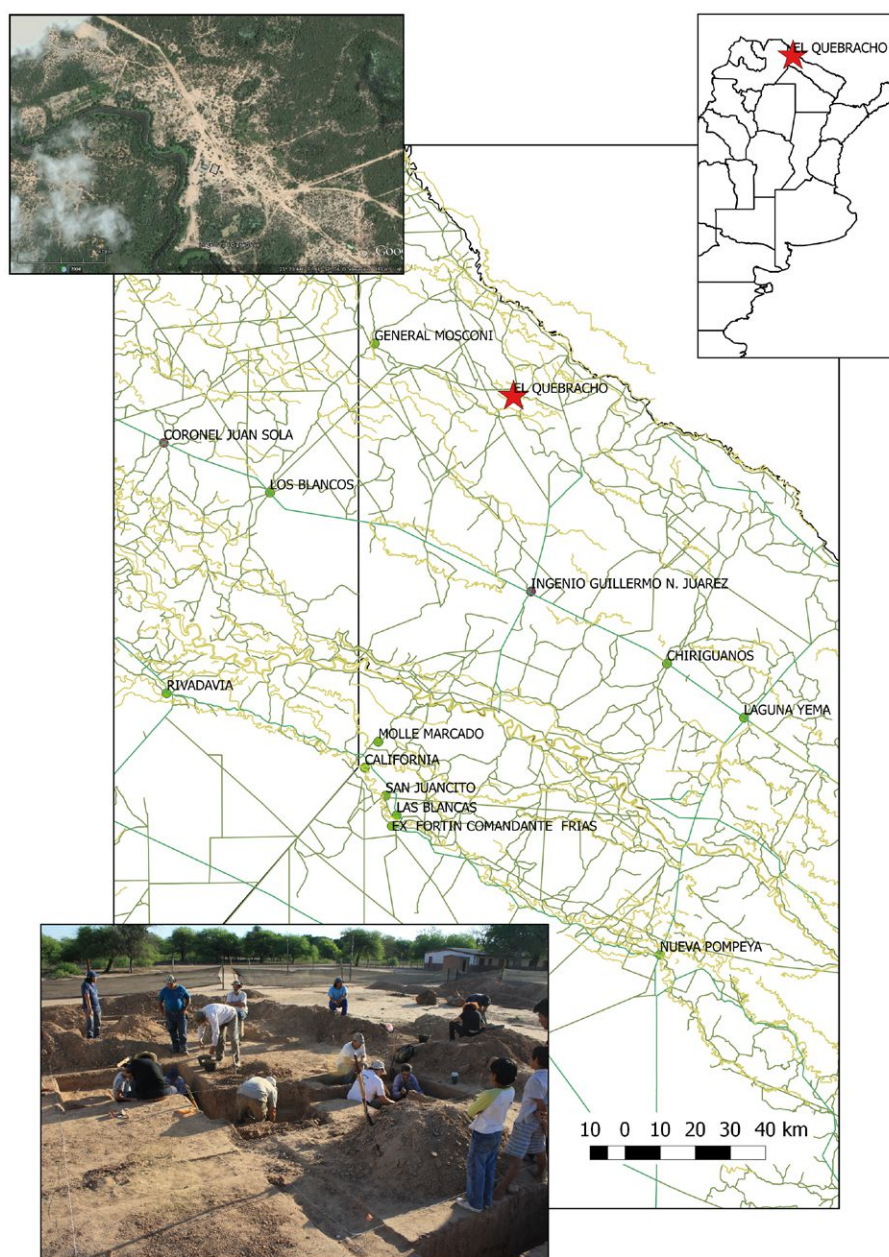 EL QUEBRACHO
GENERAL MOSCONI
EL QUEBRACHO
CORONEL JUAN SOLA
LOS BLANCOS
INGENIO GUILLERMO N. JUAREZ
CHIRIGUANOS
RIVADAVIA
LAGUNA YEMA
MOLLE MARCADO
CALIFORNIA
SAN JUANCITO
LAS BLANCAS
EX FORTIN COMANDANTE FRIAS
NUEVA POMPEYA
10 0 10 20 30 40 km